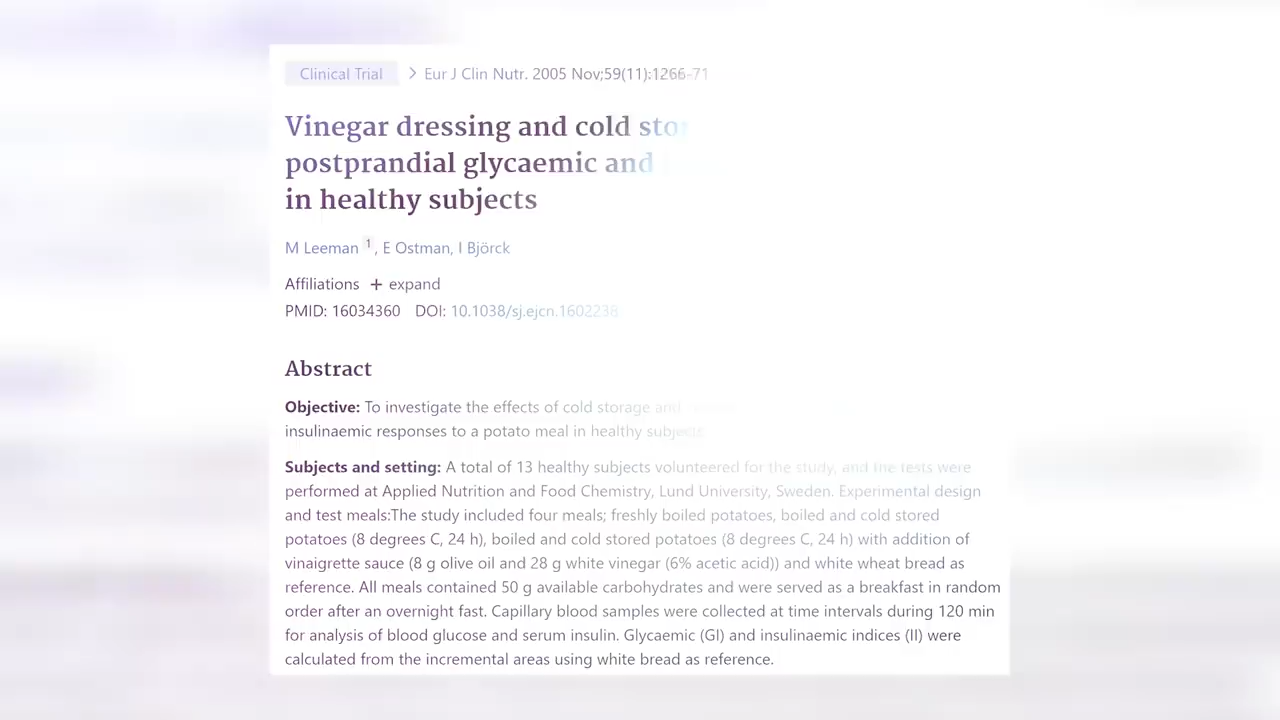 Clinical Trial > Eur J Clin Nutr. 2005 Nov;59(11):1266-71
Vinegar dressing and cold
postprandial glycaemic and
in healthy subjects
M Leeman 1, E Ostman, I Björck
Affiliations + expand
PMID: 16034360 DOI: 10.1038/sj.ejcn.1602238
Abstract
Objective: To investigate the effects of cold storage and
insulinaemic responses to a potato meal in healthy subjects
Subjects and setting: A total of 13 healthy subjects volunteered for the study, and the tests were
performed at Applied Nutrition and Food Chemistry, Lund University, Sweden. Experimental design
and test meals:The study included four meals; freshly boiled potatoes, boiled and cold stored
potatoes (8 degrees C, 24 h), boiled and cold stored potatoes (8 degrees C, 24 h) with addition of
vinaigrette sauce (8 g olive oil and 28 g white vinegar (6% acetic acid)) and white wheat bread as
reference. All meals contained 50 g available carbohydrates and were served as a breakfast in random
order after an overnight fast. Capillary blood samples were collected at time intervals during 120 min
for analysis of blood glucose and serum insulin. Glycaemic (GI) and insulinaemic indices (II) were
calculated from the incremental areas using white bread as reference.